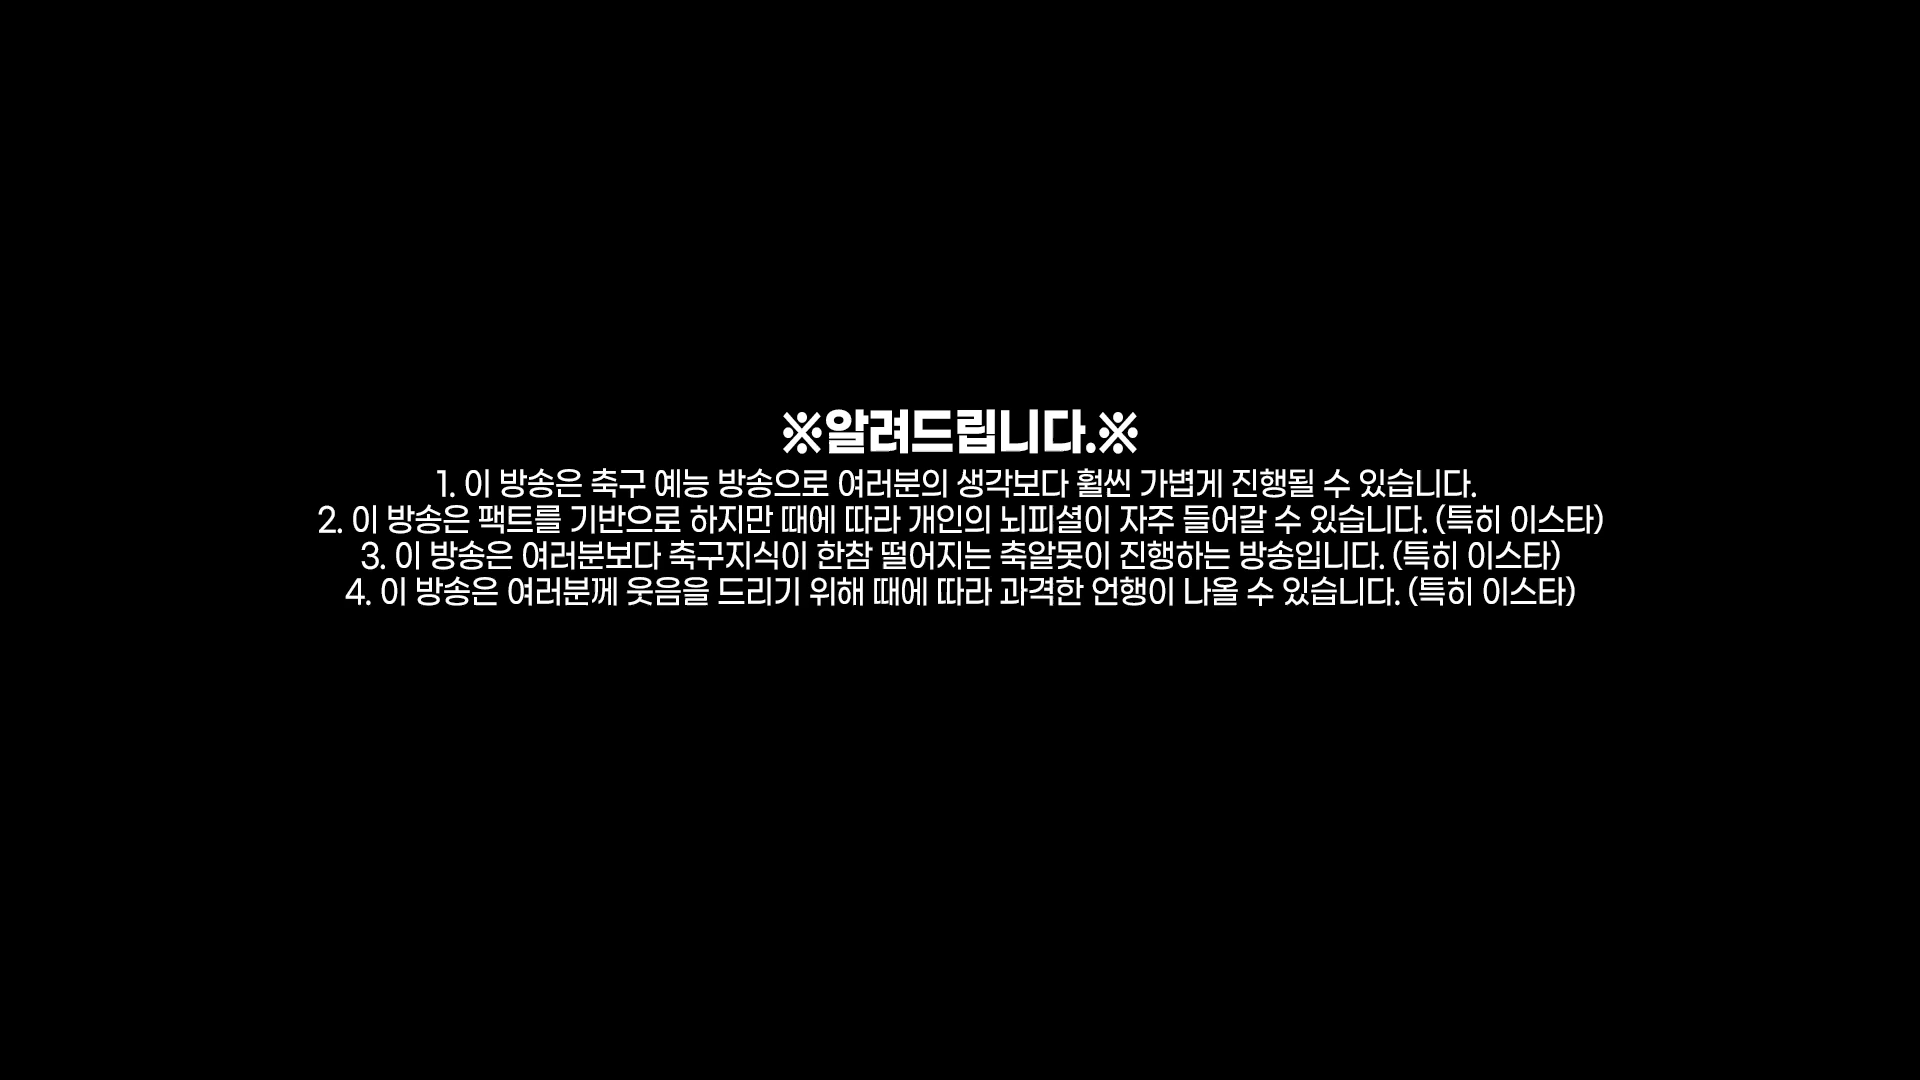 ※알려드립니다.※
1. 이 방송은 축구 예능 방송으로 여러분의 생각보다 훨씬 가볍게 진행될 수 있습니다.
2. 이 방송은 팩트를 기반으로 하지만 때에 따라 개인의 뇌피셜이 자주 들어갈 수 있습니다. (특히 이스타)
3. 이 방송은 여러분보다 축구지식이 한참 떨어지는 축알못이 진행하는 방송입니다. (특히 이스타)
4. 이 방송은 여러분께 웃음을 드리기 위해 때에 따라 과격한 언행이 나올 수 있습니다. (특히 이스타)